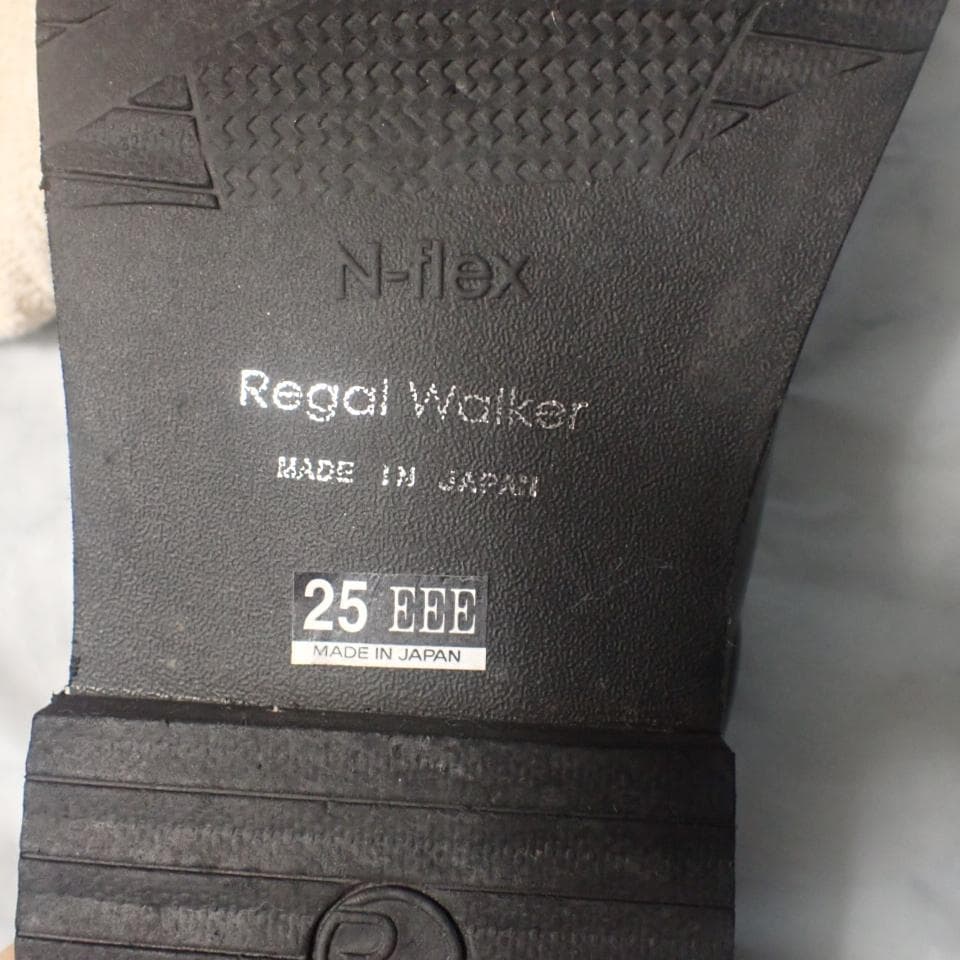 N-flex
Regal Walker
MADE IN JAPAN
25 EEE
MADE IN JAPAN
R